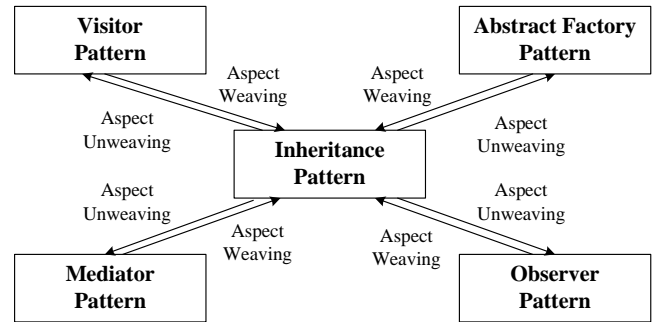 Visitor
Pattern
Abstract Factory
Pattern
Aspect
Weaving
Aspect
Weaving
Aspect
Unweaving
Aspect
Unweaving
Inheritance
Pattern
Aspect
Unweaving
Aspect
Unweaving
Aspect
Weaving
Aspect
Weaving
Mediator
Pattern
Observer
Pattern